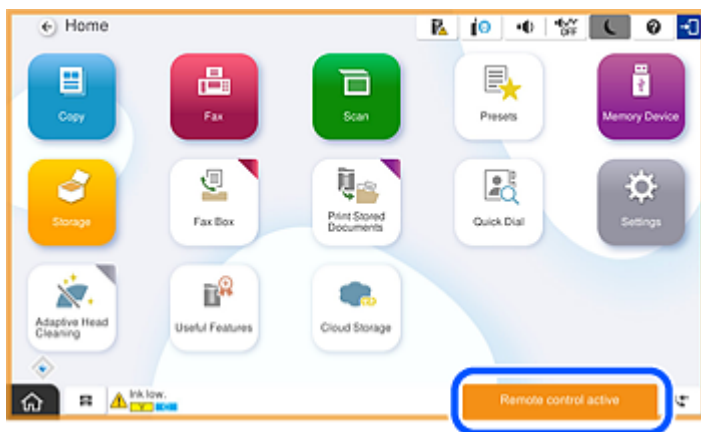 Home
OFF
Copy
Fax
Scan
Presets
Memory Device
Storage
Fax Box
Print Stored
Documents
Quick Dial
Settings
Adaptive Head
Cleaning
Useful Features
Cloud Storage
Ink low.
Y
Remote control active